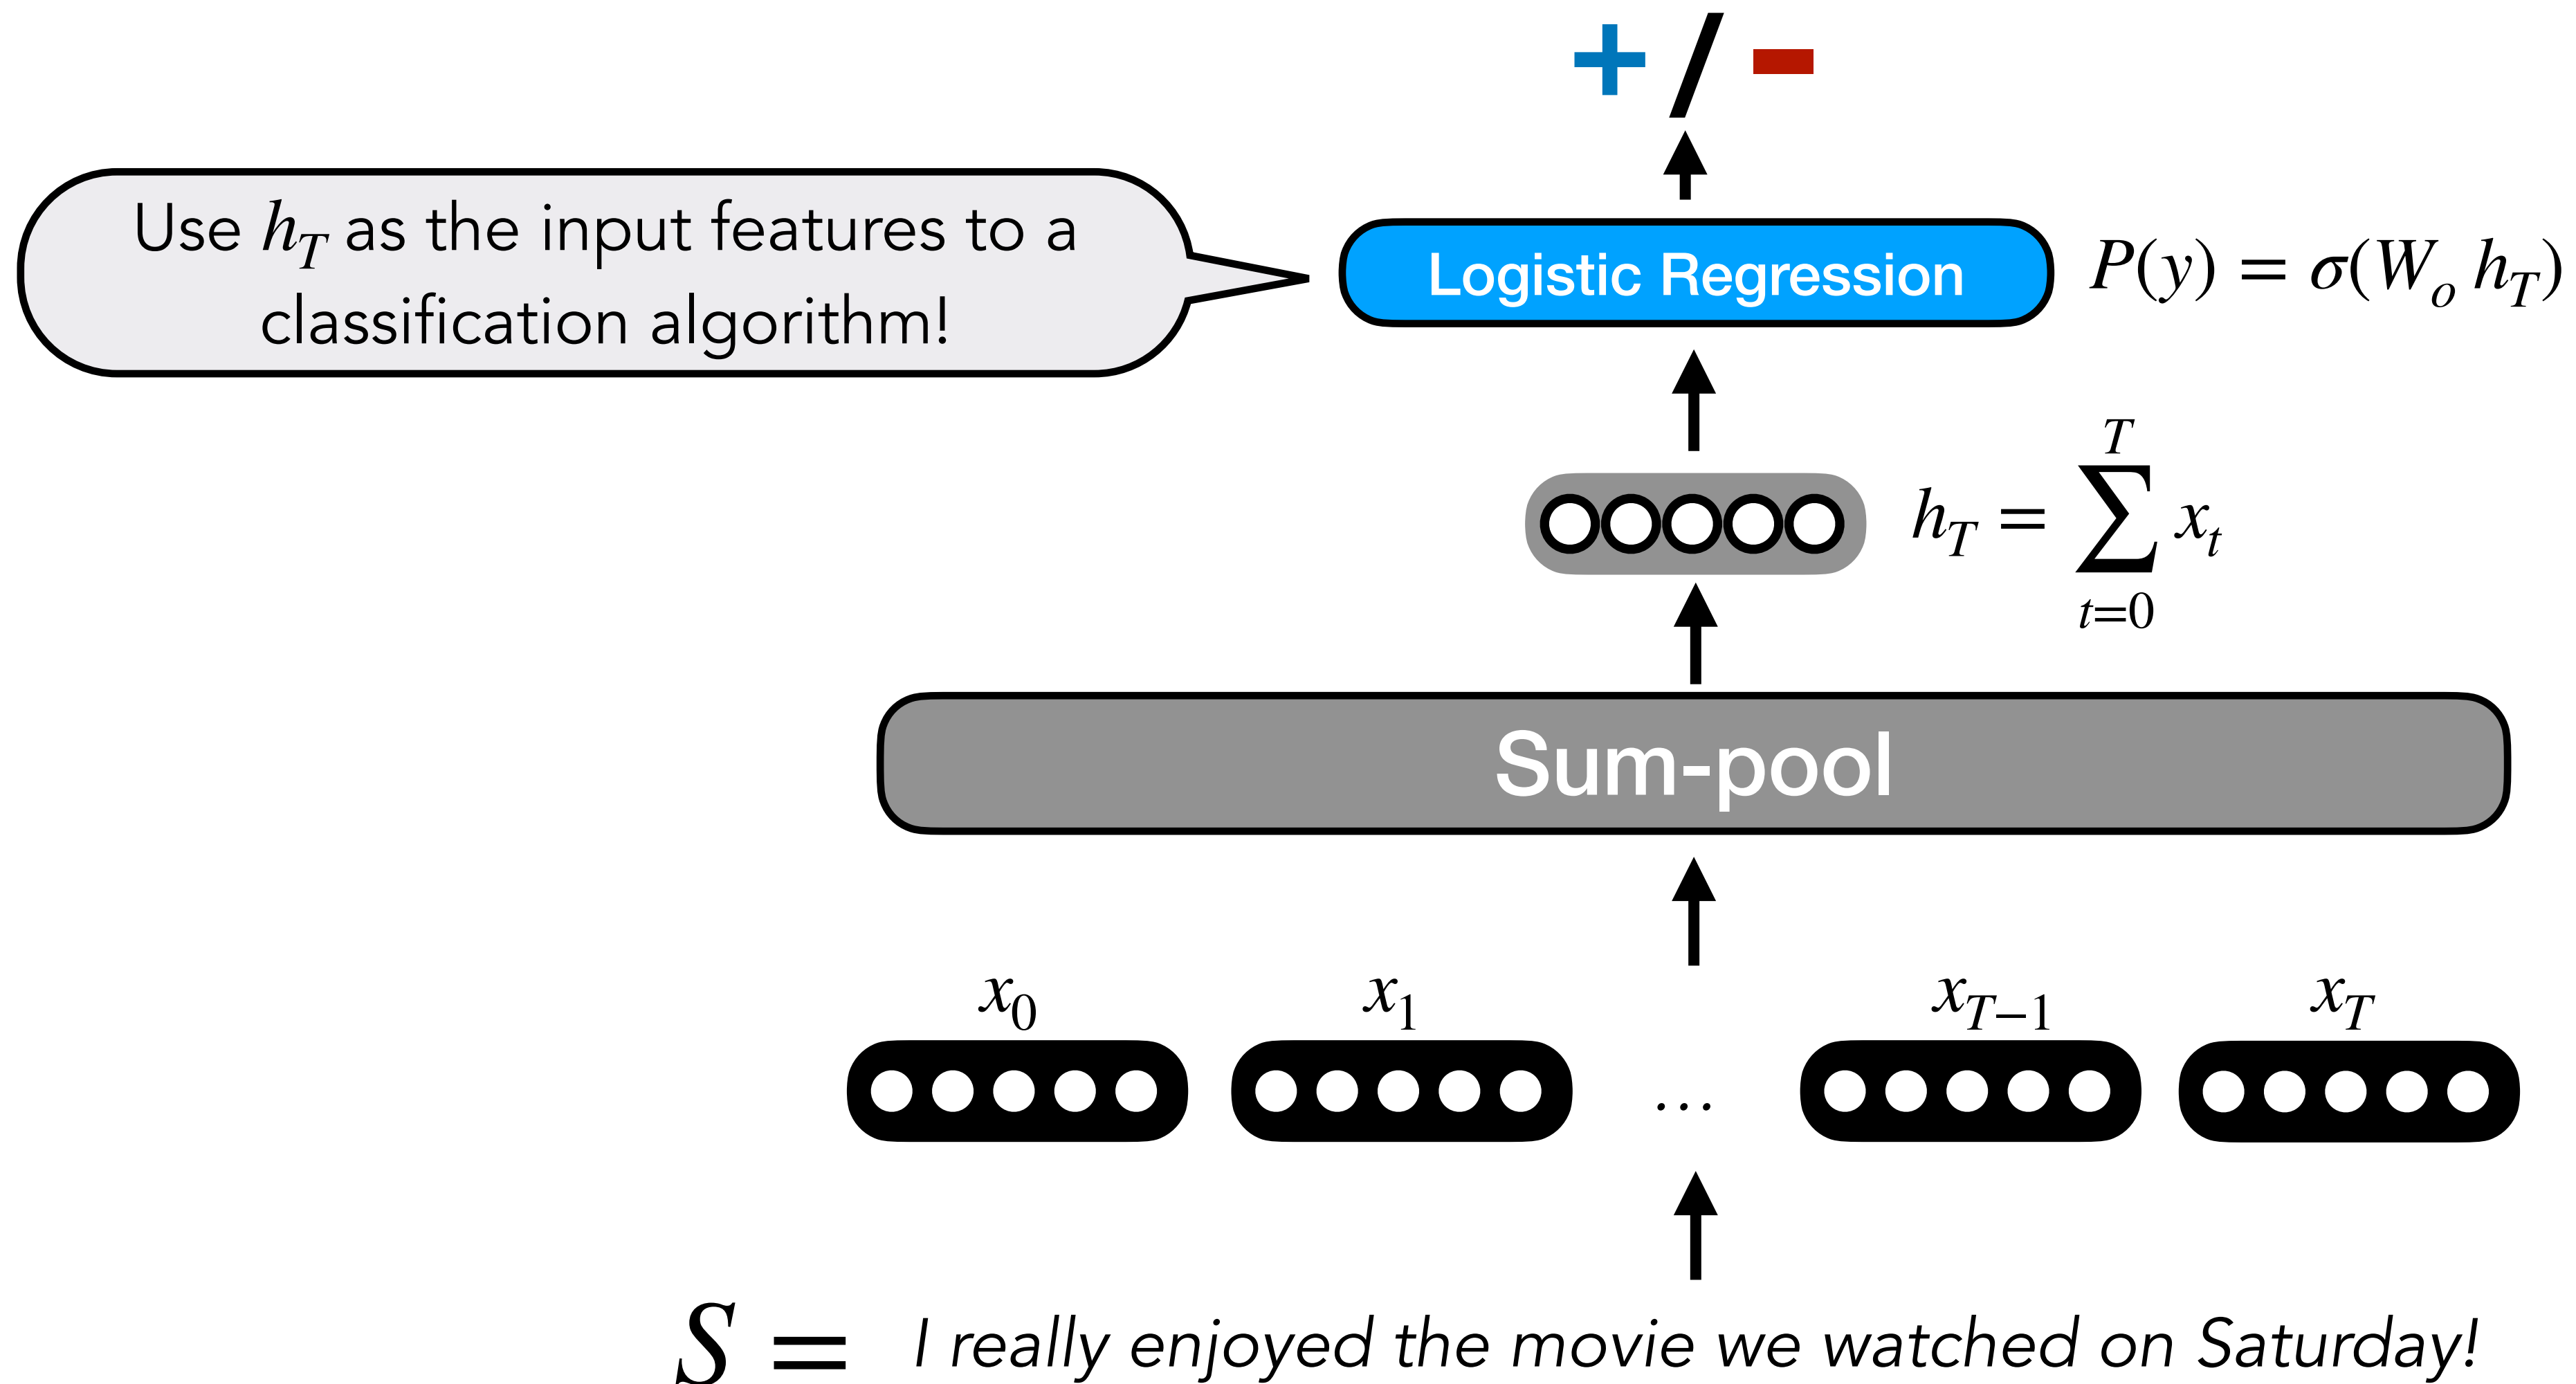 + / -
Use h_T as the input features to a
classification algorithm!
Logistic Regression
P(y) = σ(W_o h_T)
h_T = ∑_{t=0}^{T} x_t
Sum-pool
x_0 x_1 x_{T−1} x_T
...
S = I really enjoyed the movie we watched on Saturday!